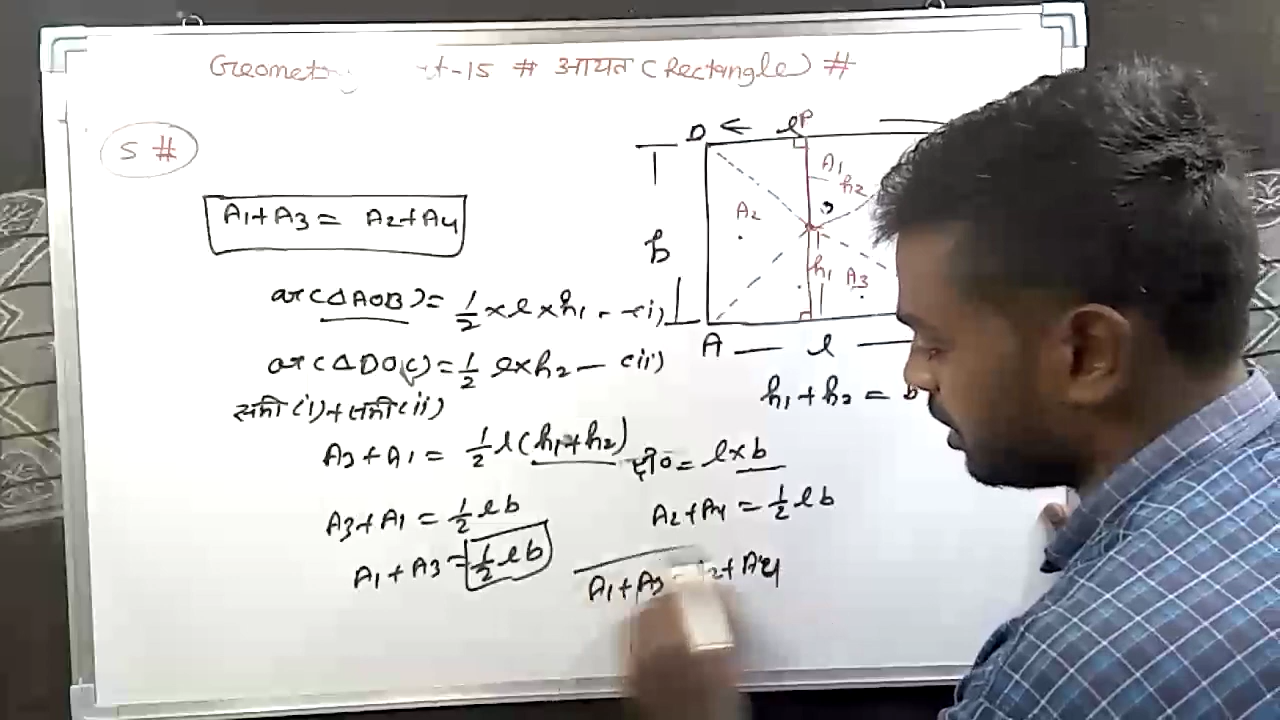 Geometry t-15 # आयत (Rectangle) #
5 #
A1+A3 = A2+A4
ar(△AOB) = 1/2 × l × h1 - (i)
ar(△DOC) = 1/2 l×h2 - (ii)
समी (i) + समी (ii)
A3 + A1 = 1/2 l (h1+h2)
A3+A1 = 1/2 lb
A1 + A3 = 1/2 lb
D ← l P
A1
h2
A2
b
h1 A3
A — l —
h1 + h2 = b
= l×b
A2+A4 = 1/2 lb
A1+A3 = A2+A4